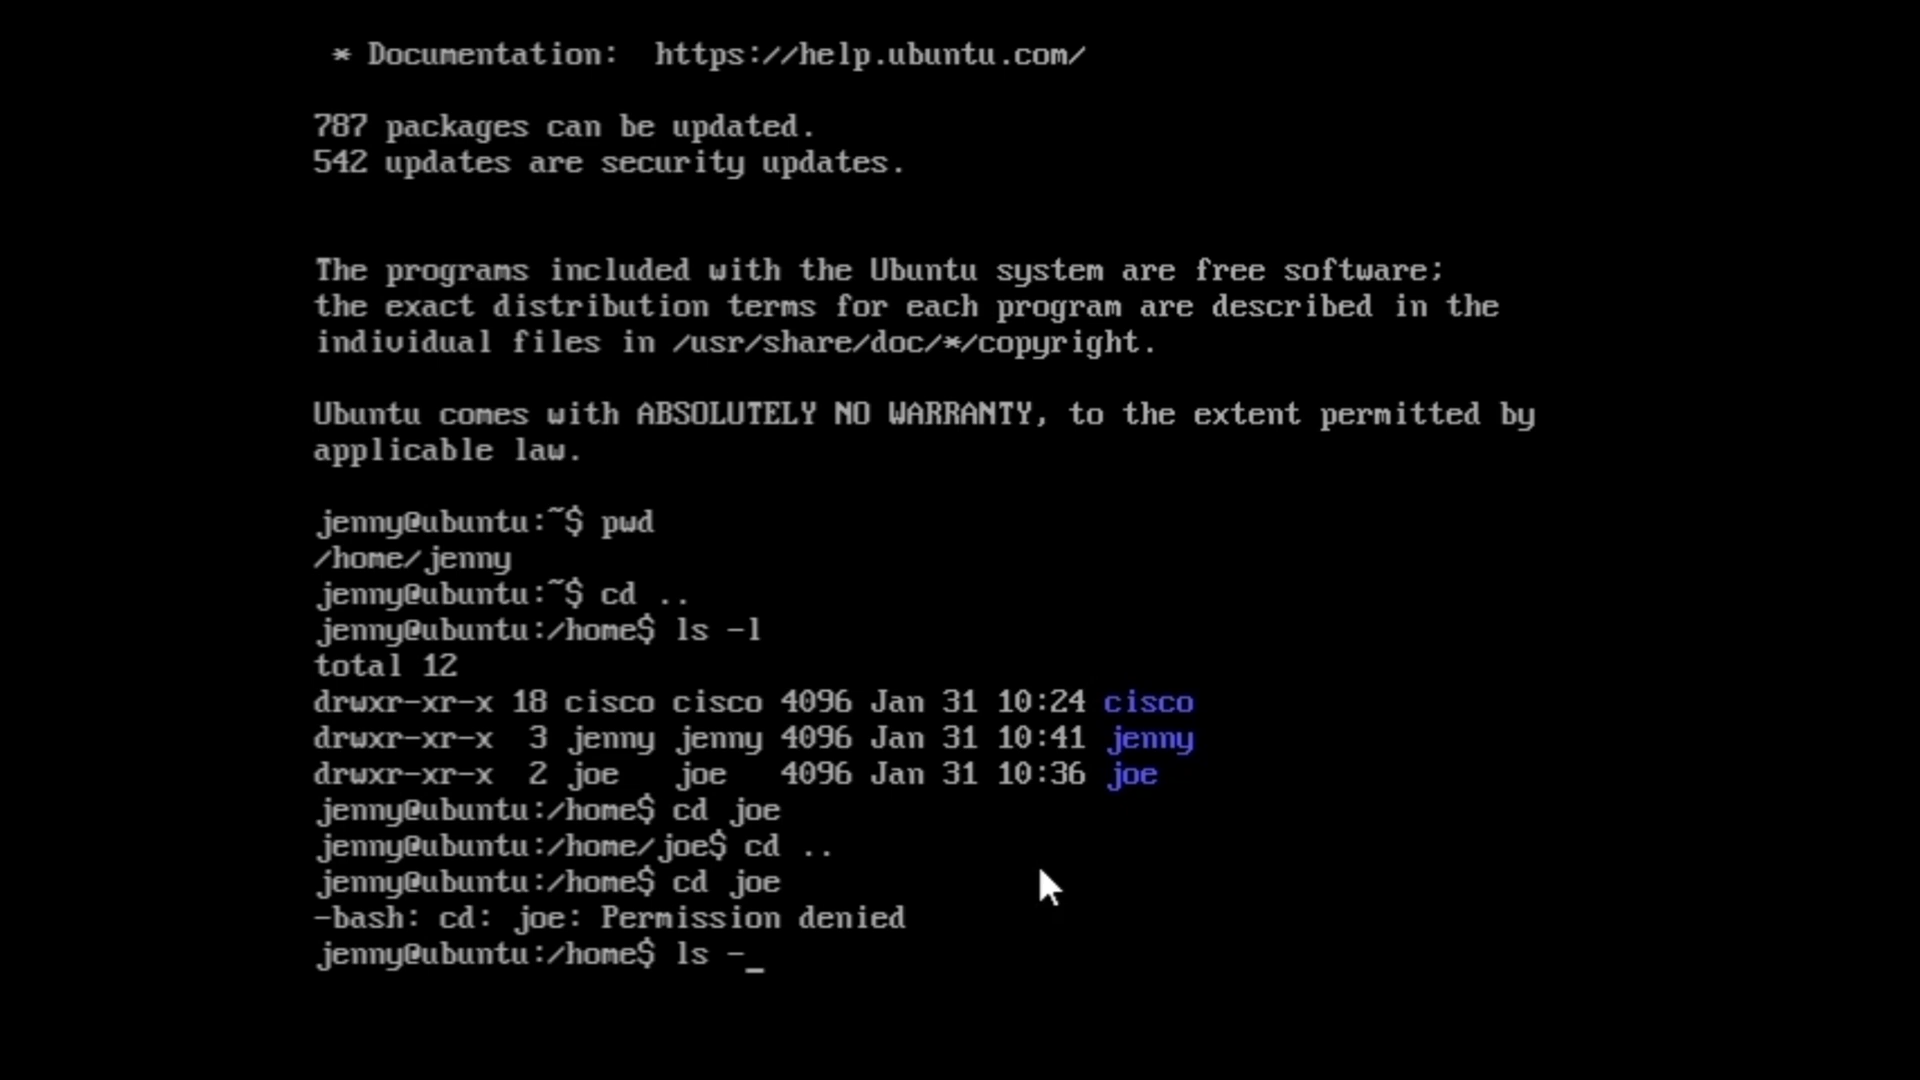 * Documentation:  https://help.ubuntu.com/
787 packages can be updated.
542 updates are security updates.
The programs included with the Ubuntu system are free software;
the exact distribution terms for each program are described in the
individual files in /usr/share/doc/*/copyright.
Ubuntu comes with ABSOLUTELY NO WARRANTY, to the extent permitted by
applicable law.
jenny@ubuntu:~$ pwd
/home/jenny
jenny@ubuntu:~$ cd ..
jenny@ubuntu:/home$ ls -l
total 12
drwxr-xr-x 18 cisco cisco 4096 Jan 31 10:24 cisco
drwxr-xr-x  3 jenny jenny 4096 Jan 31 10:41 jenny
drwxr-xr-x  2 joe   joe   4096 Jan 31 10:36 joe
jenny@ubuntu:/home$ cd joe
jenny@ubuntu:/home/joe$ cd ..
jenny@ubuntu:/home$ cd joe
-bash: cd: joe: Permission denied
jenny@ubuntu:/home$ ls -_